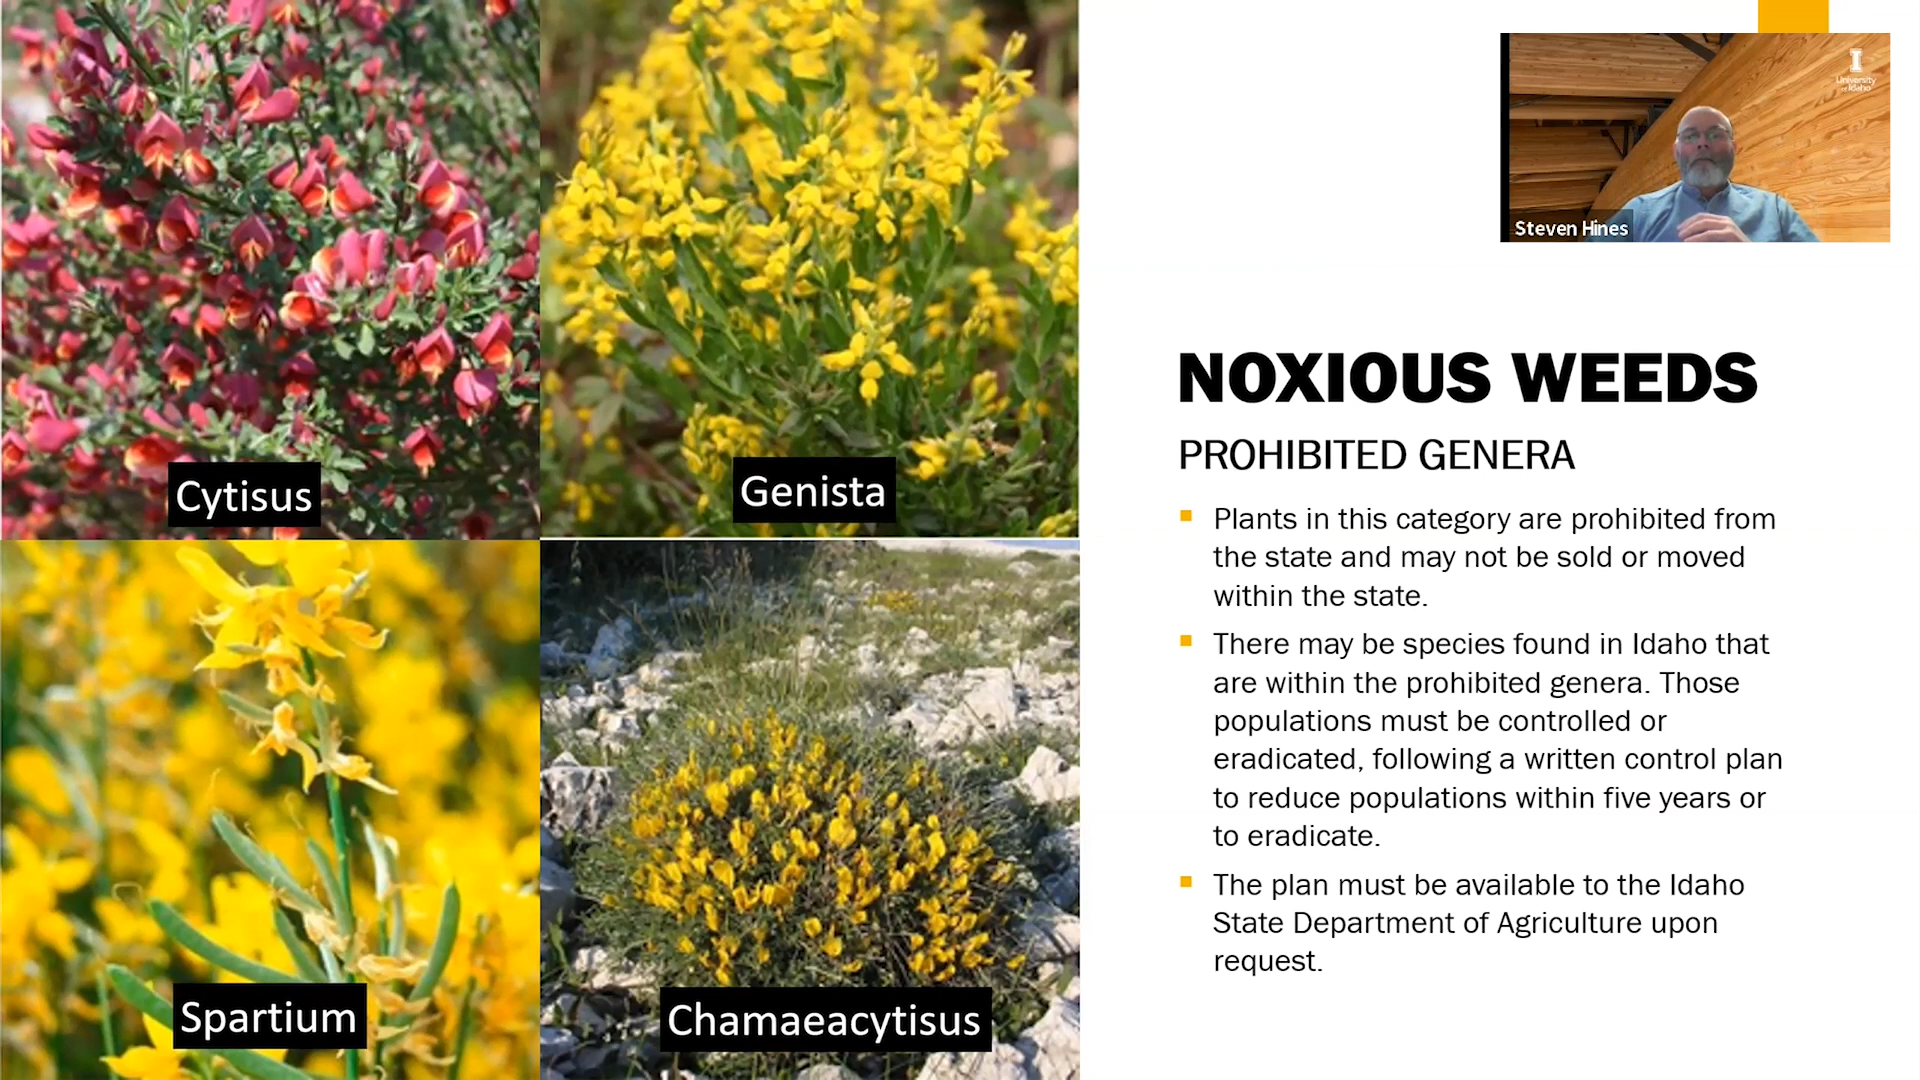 Cytisus
Genista
Spartium
Chamaeacytisus
I
University
of Idaho
Steven Hines
NOXIOUS WEEDS
PROHIBITED GENERA
Plants in this category are prohibited from
the state and may not be sold or moved
within the state.
There may be species found in Idaho that
are within the prohibited genera. Those
populations must be controlled or
eradicated, following a written control plan
to reduce populations within five years or
to eradicate.
The plan must be available to the Idaho
State Department of Agriculture upon
request.